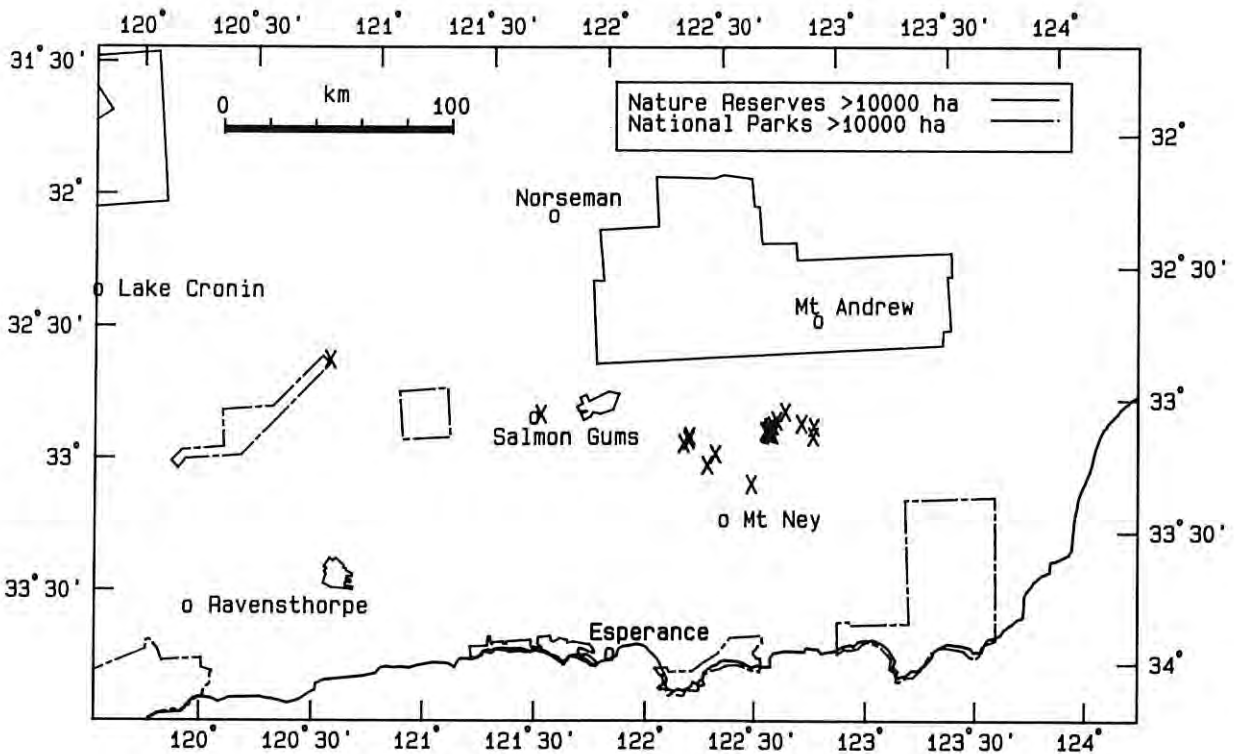 120° 120°30' 121° 121°30' 122° 122°30' 123° 123°30' 124°
31°30'
km
0 100
Nature Reserves >10000 ha
National Parks >10000 ha
32°
32°
Norseman
32°30'
Lake Cronin
Mt Andrew
32°30'
33°
Salmon Gums
33°
Mt Ney
33°30'
33°30'
Ravensthorpe
Esperance
34°
120° 120°30' 121° 121°30' 122° 122°30' 123° 123°30' 124°